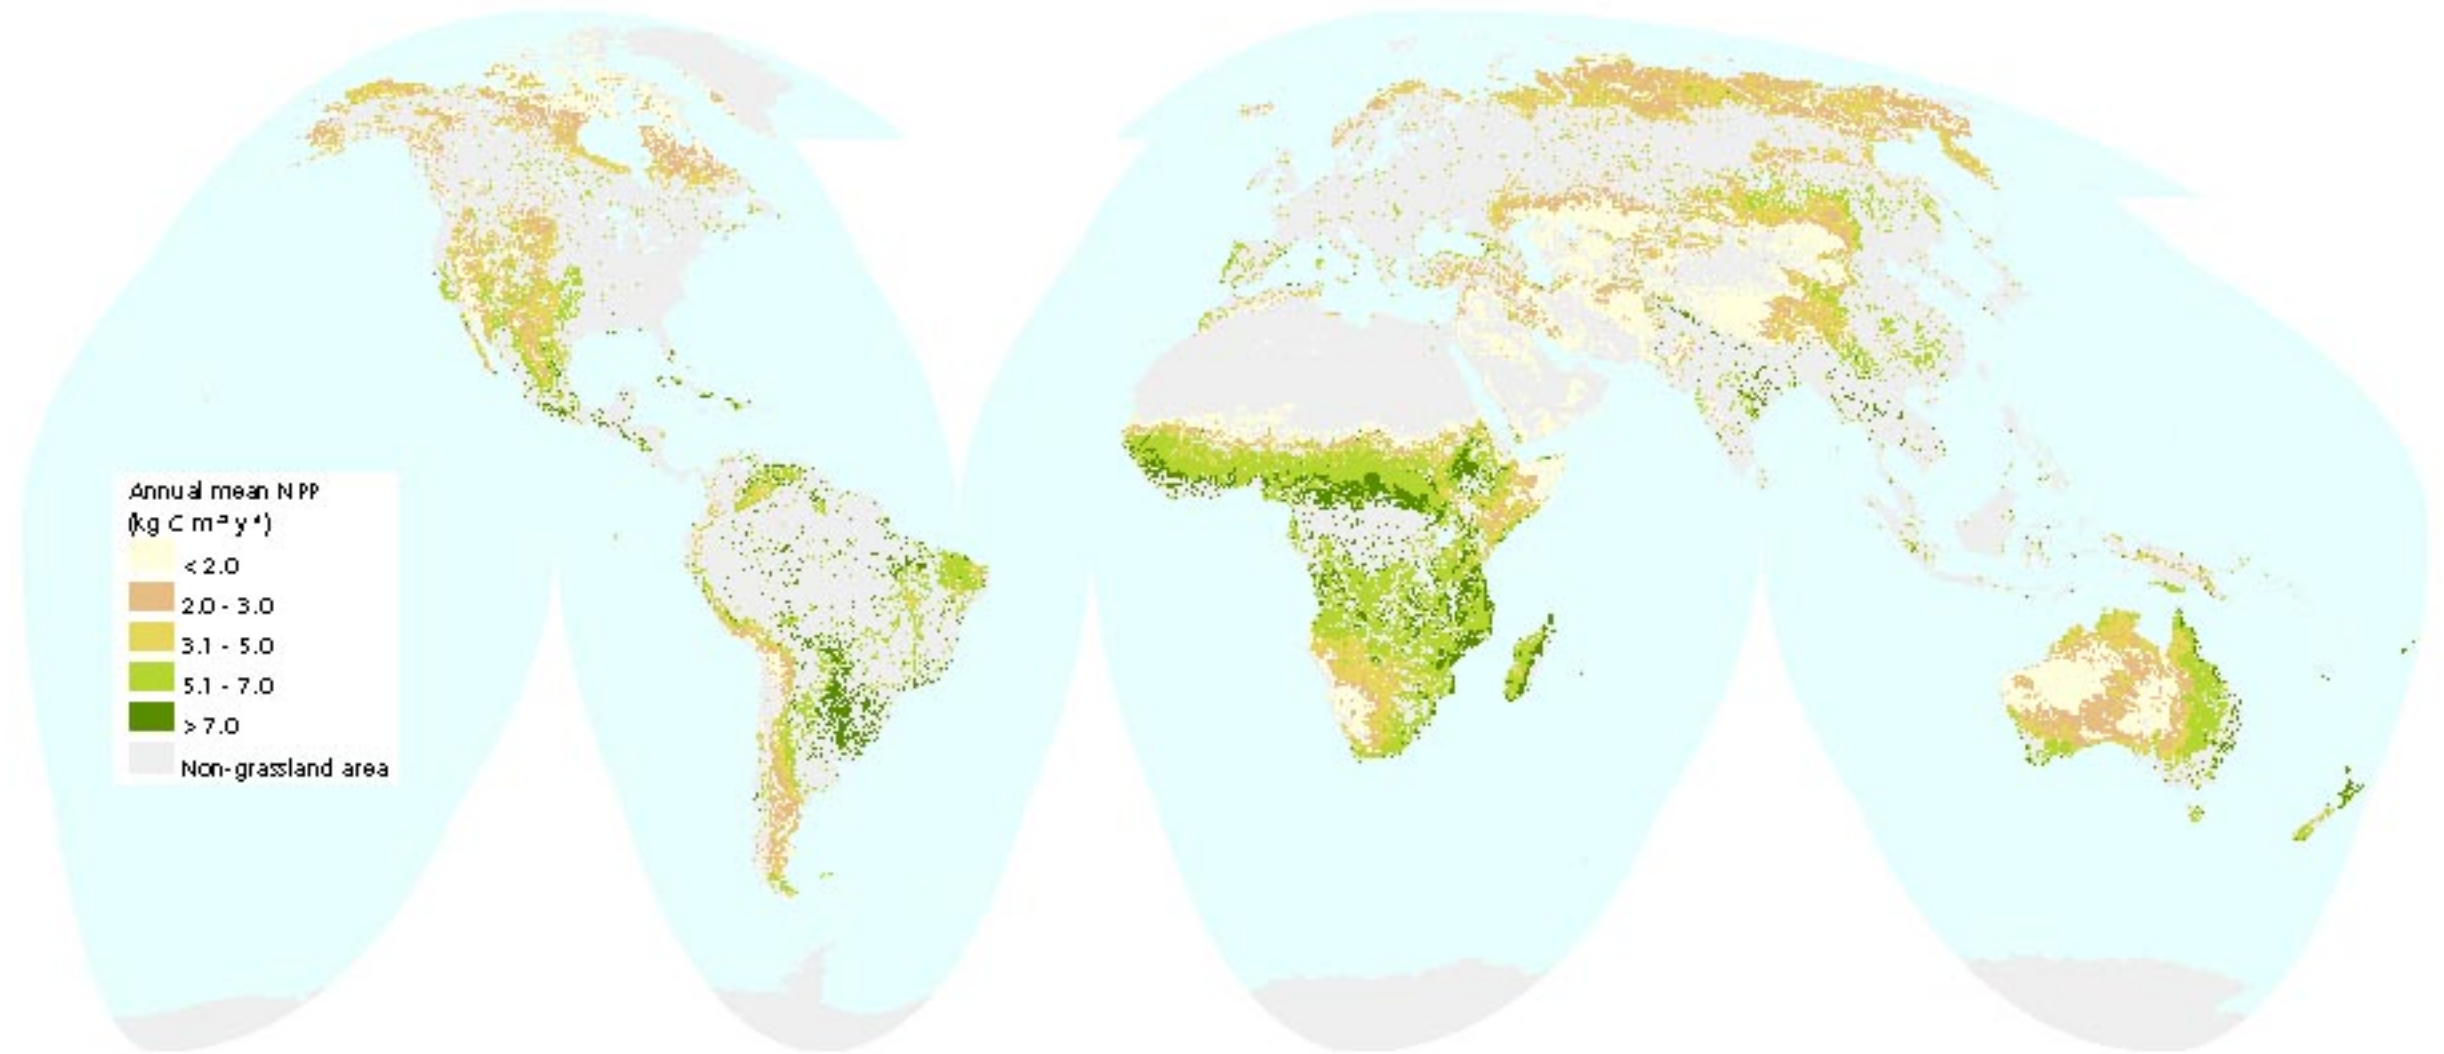 Annual mean NPP
(kg C m⁻² y⁻¹)
< 2.0
2.0 - 3.0
3.1 - 5.0
5.1 - 7.0
> 7.0
Non-grassland area